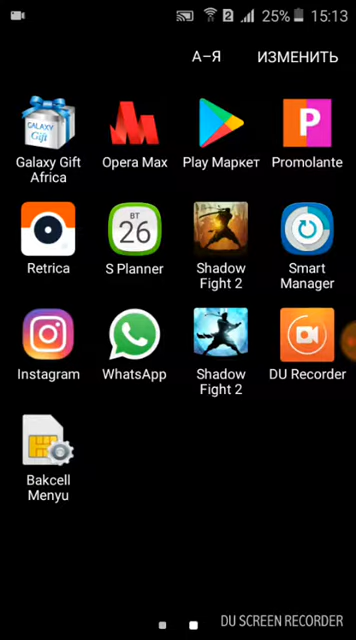 2 25% 15:13
А-Я ИЗМЕНИТЬ
GALAXY
Gift
P
Galaxy Gift
Africa
Opera Max
Play Маркет
Promolante
ВТ
26
Retrica
S Planner
Shadow
Fight 2
Smart
Manager
Instagram
WhatsApp
Shadow
Fight 2
DU Recorder
Bakcell
Menyu
DU SCREEN RECORDER